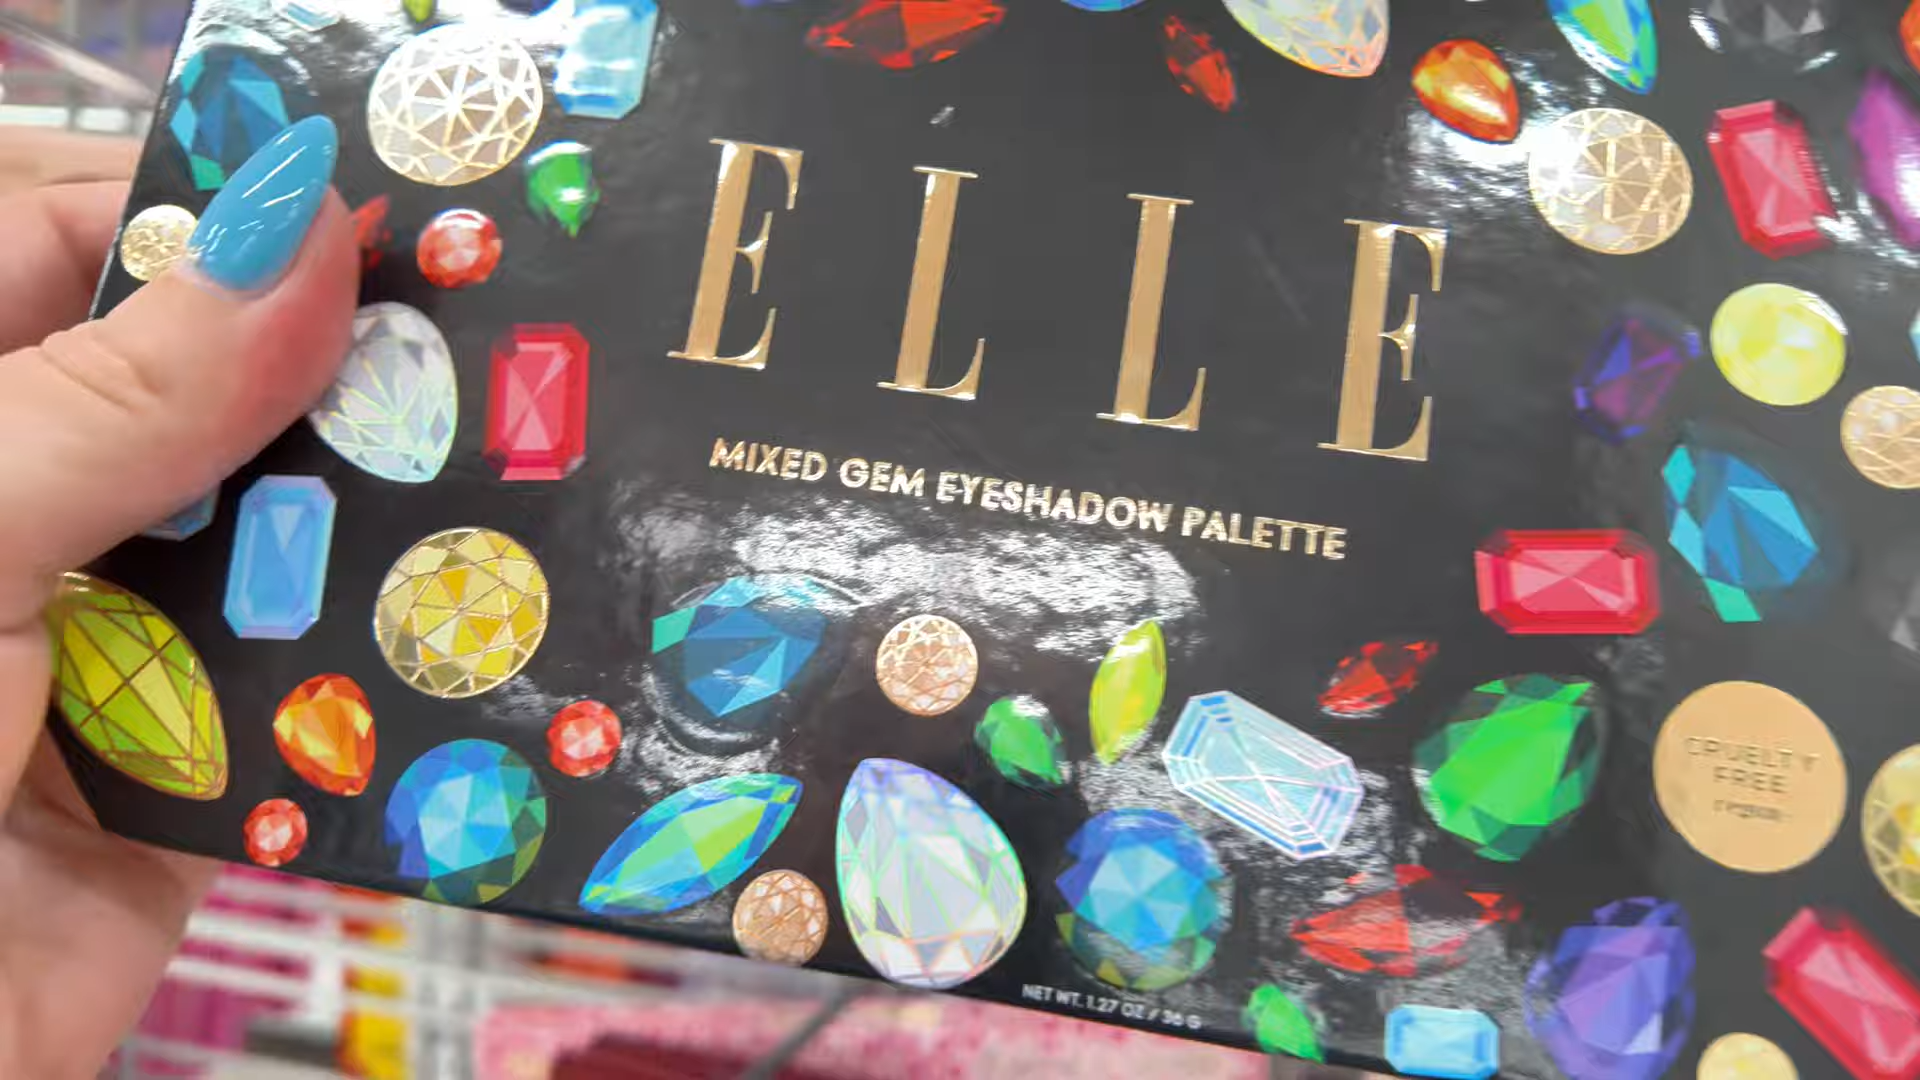 ELLE
MIXED GEM EYESHADOW PALETTE
CRUELTY
FREE
NET WT. 1.27 OZ / 36 G